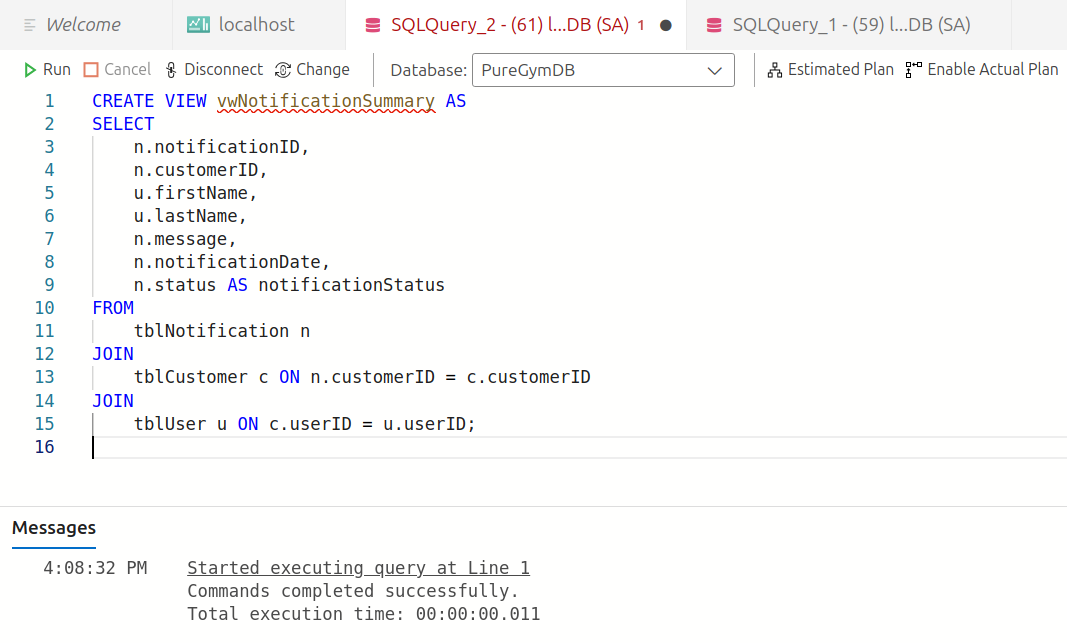 Welcome
localhost
SQLQuery_2 - (61) l...DB (SA) 1
SQLQuery_1 - (59) l...DB (SA)
Run Cancel Disconnect Change Database: PureGymDB Estimated Plan Enable Actual Plan
1 CREATE VIEW vwNotificationSummary AS
2 SELECT
3 n.notificationID,
4 n.customerID,
5 u.firstName,
6 u.lastName,
7 n.message,
8 n.notificationDate,
9 n.status AS notificationStatus
10 FROM
11 tblNotification n
12 JOIN
13 tblCustomer c ON n.customerID = c.customerID
14 JOIN
15 tblUser u ON c.userID = u.userID;
16
Messages
4:08:32 PM Started executing query at Line 1
Commands completed successfully.
Total execution time: 00:00:00.011